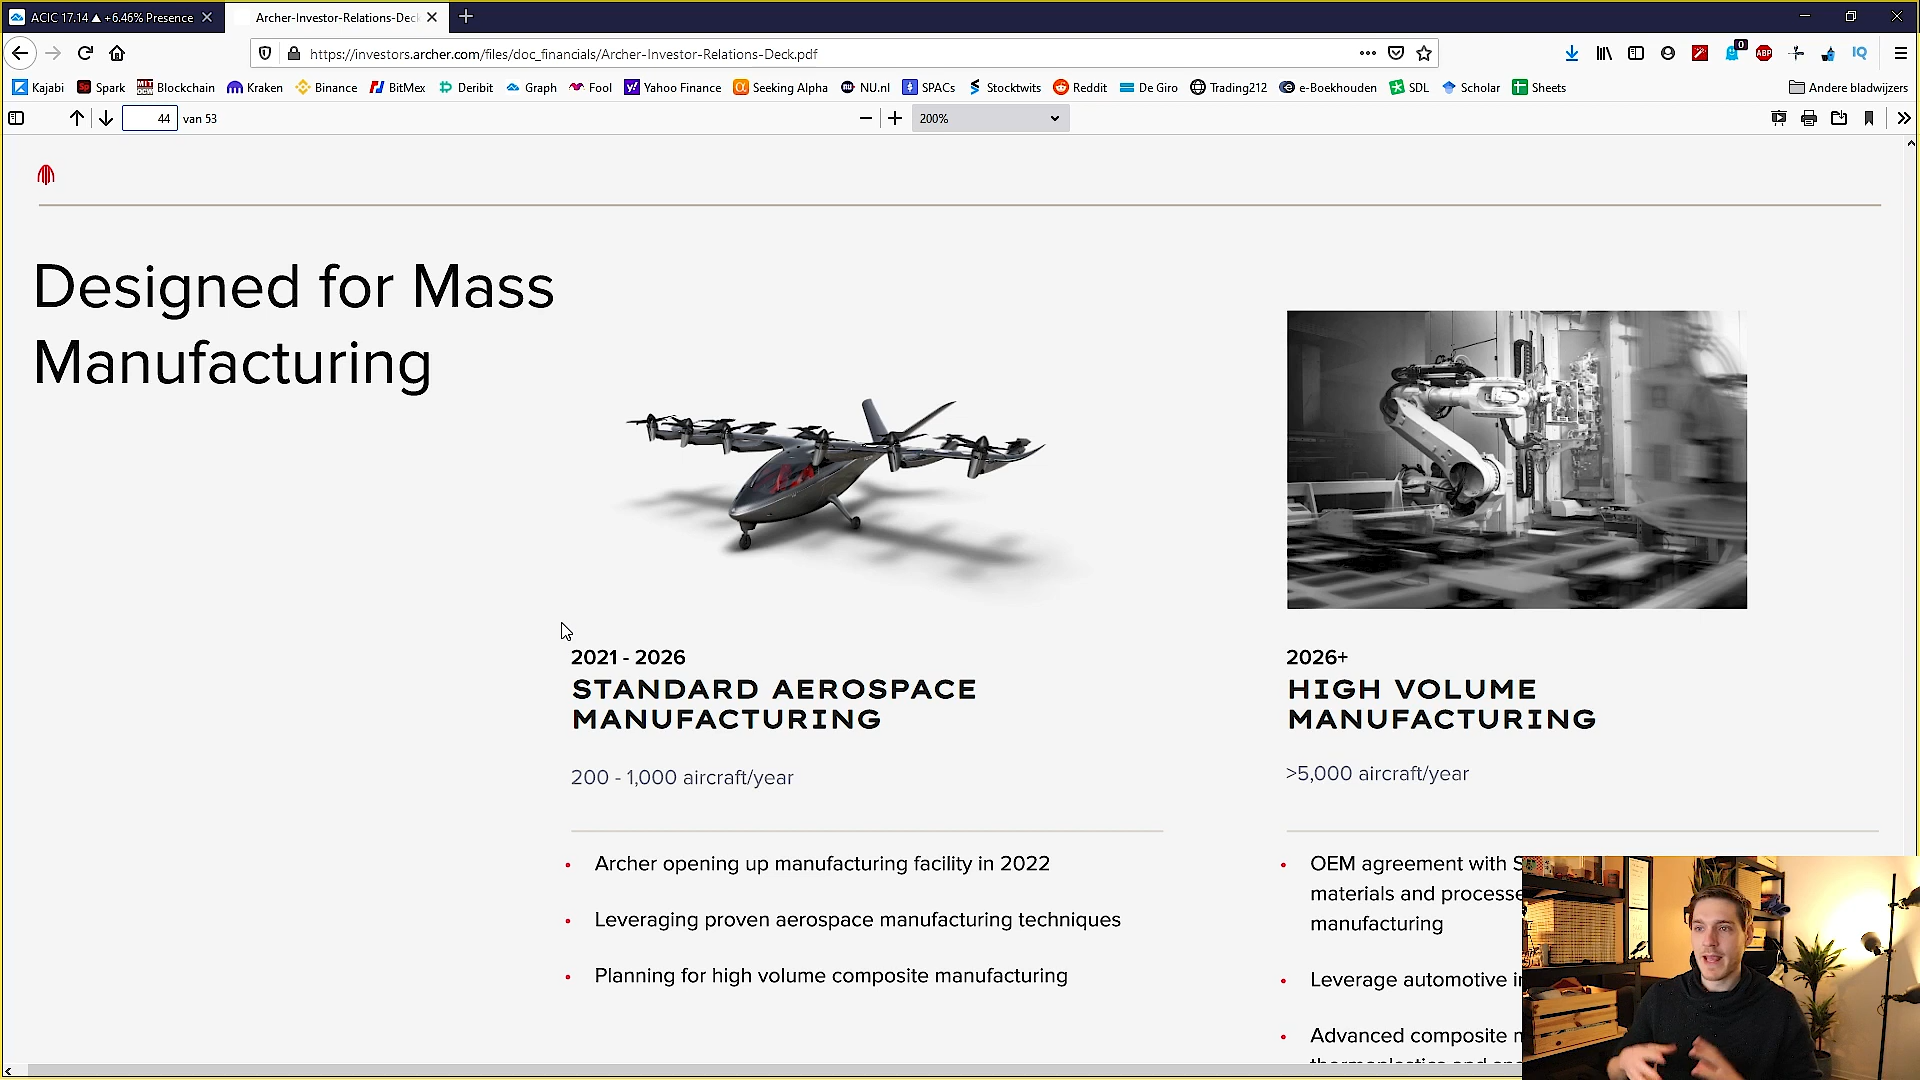 ACIC 17.14 ▲ +6.46% Presence
Archer-Investor-Relations-Deck
https://investors.archer.com/files/doc_financials/Archer-Investor-Relations-Deck.pdf
0
ABP
IQ
Kajabi
Spark
Blockchain
Kraken
Binance
BitMex
Deribit
Graph
Fool
Yahoo Finance
Seeking Alpha
NU.nl
SPACs
Stocktwits
Reddit
De Giro
Trading212
e-Boekhouden
SDL
Scholar
Sheets
Andere bladwijzers
44 van 53
200%
Designed for Mass
Manufacturing
2021 - 2026
STANDARD AEROSPACE
MANUFACTURING
200 - 1,000 aircraft/year
• Archer opening up manufacturing facility in 2022
• Leveraging proven aerospace manufacturing techniques
• Planning for high volume composite manufacturing
2026+
HIGH VOLUME
MANUFACTURING
>5,000 aircraft/year
• OEM agreement with
materials and processe
manufacturing
• Leverage automotive
• Advanced composite